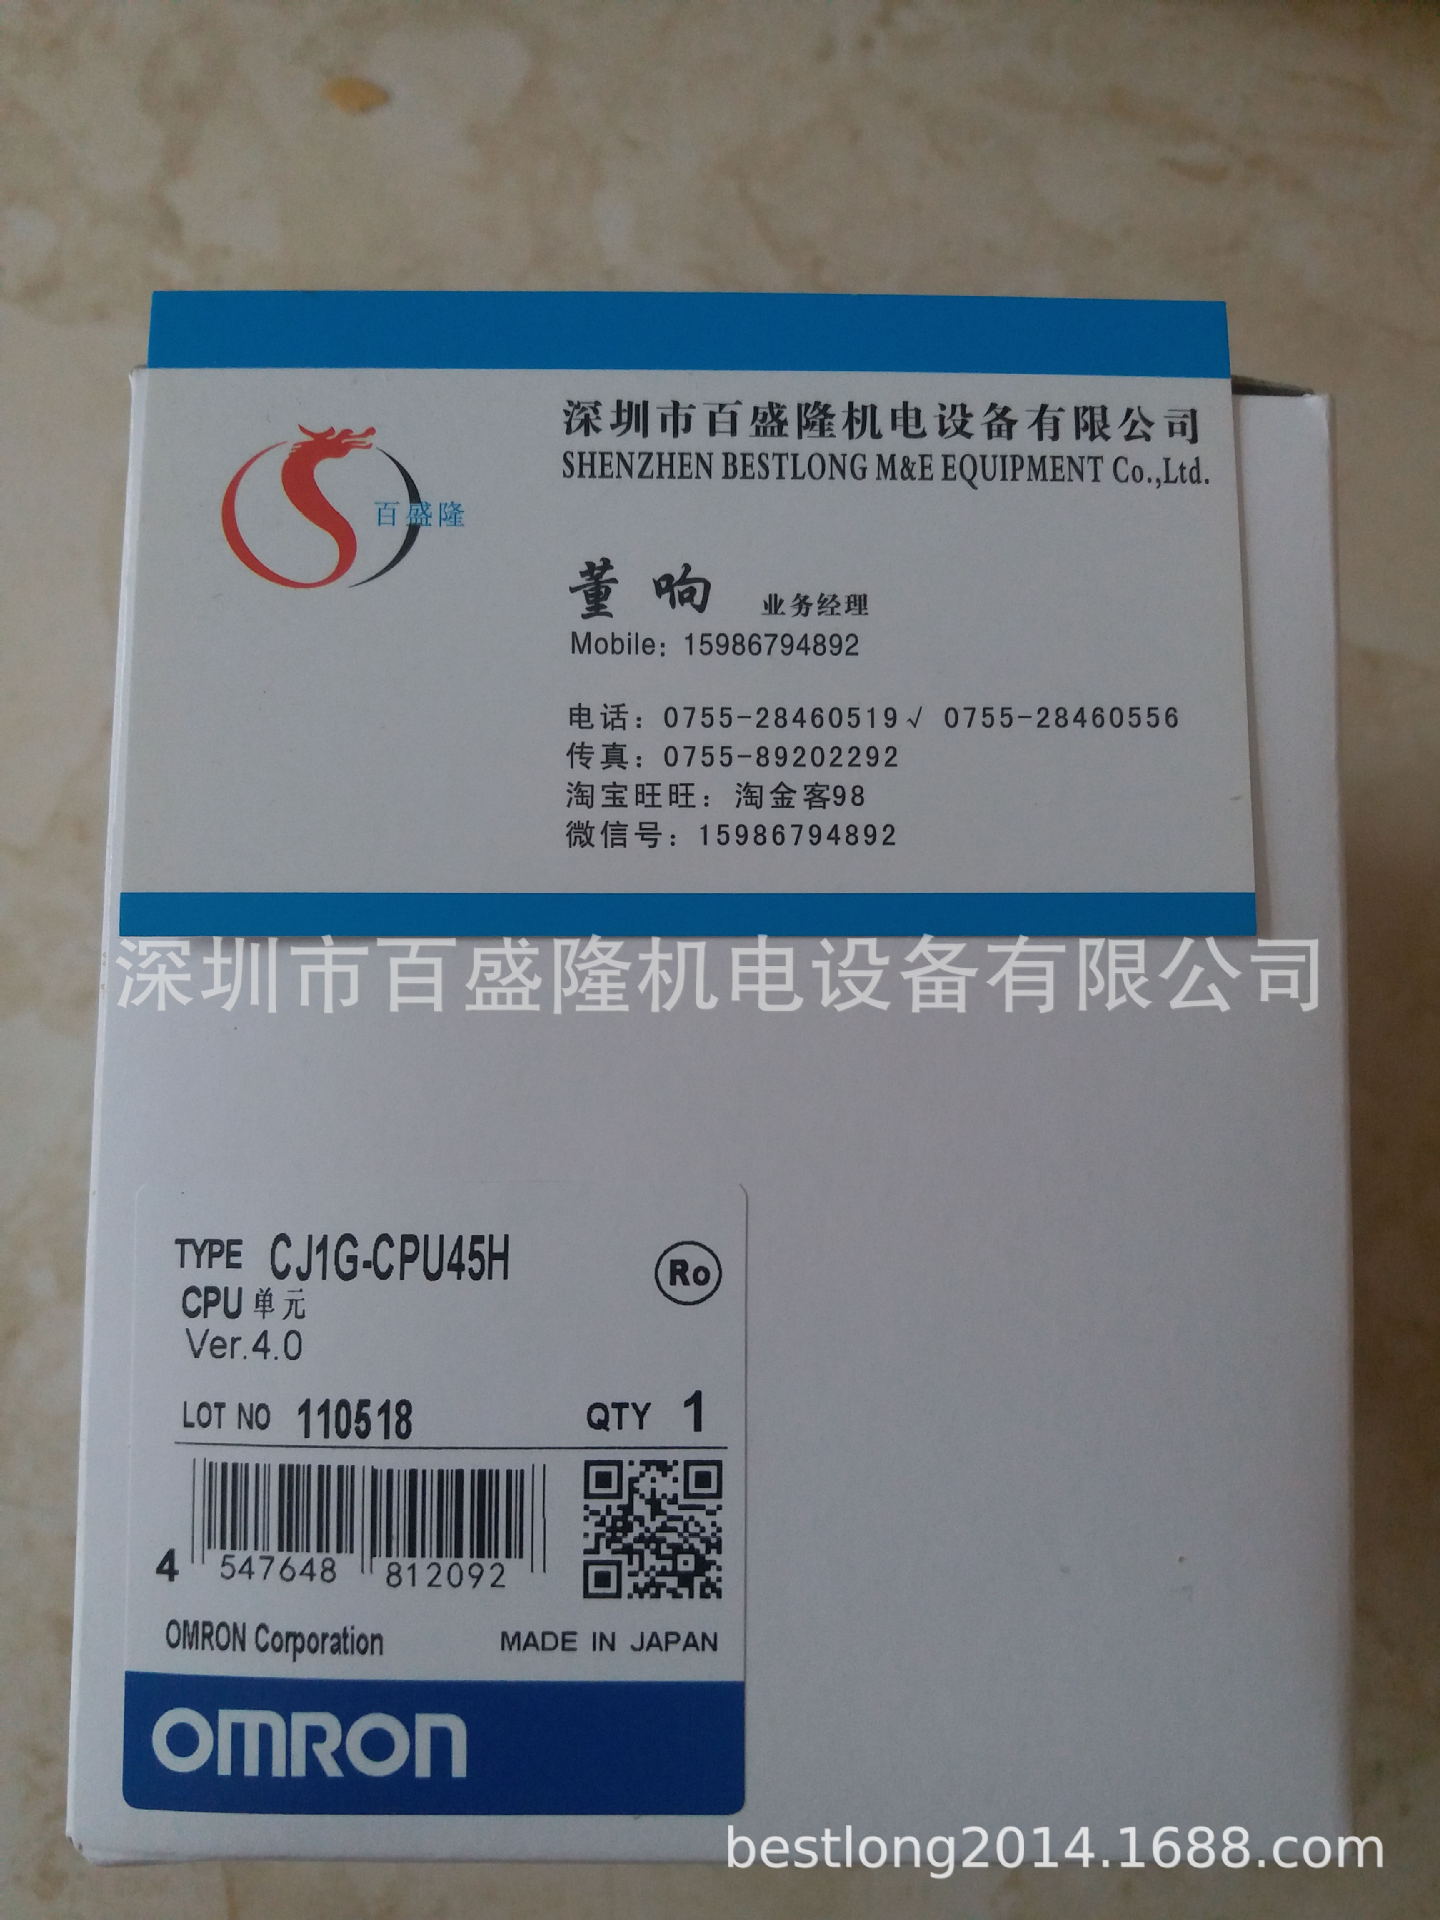 深圳市百盛隆机电设备有限公司
SHENZHEN BESTLONG M&E EQUIPMENT Co.,Ltd.
百盛隆
董 响 业务经理
Mobile: 15986794892
电话: 0755-28460519√ 0755-28460556
传真: 0755-89202292
淘宝旺旺: 淘金客98
微信号: 15986794892
深圳市百盛隆机电设备有限公司
TYPE CJ1G-CPU45H
Ro
CPU 单元
Ver.4.0
LOT NO 110518 QTY 1
4 547648 812092
OMRON Corporation MADE IN JAPAN
OMRON
bestlong2014.1688.com